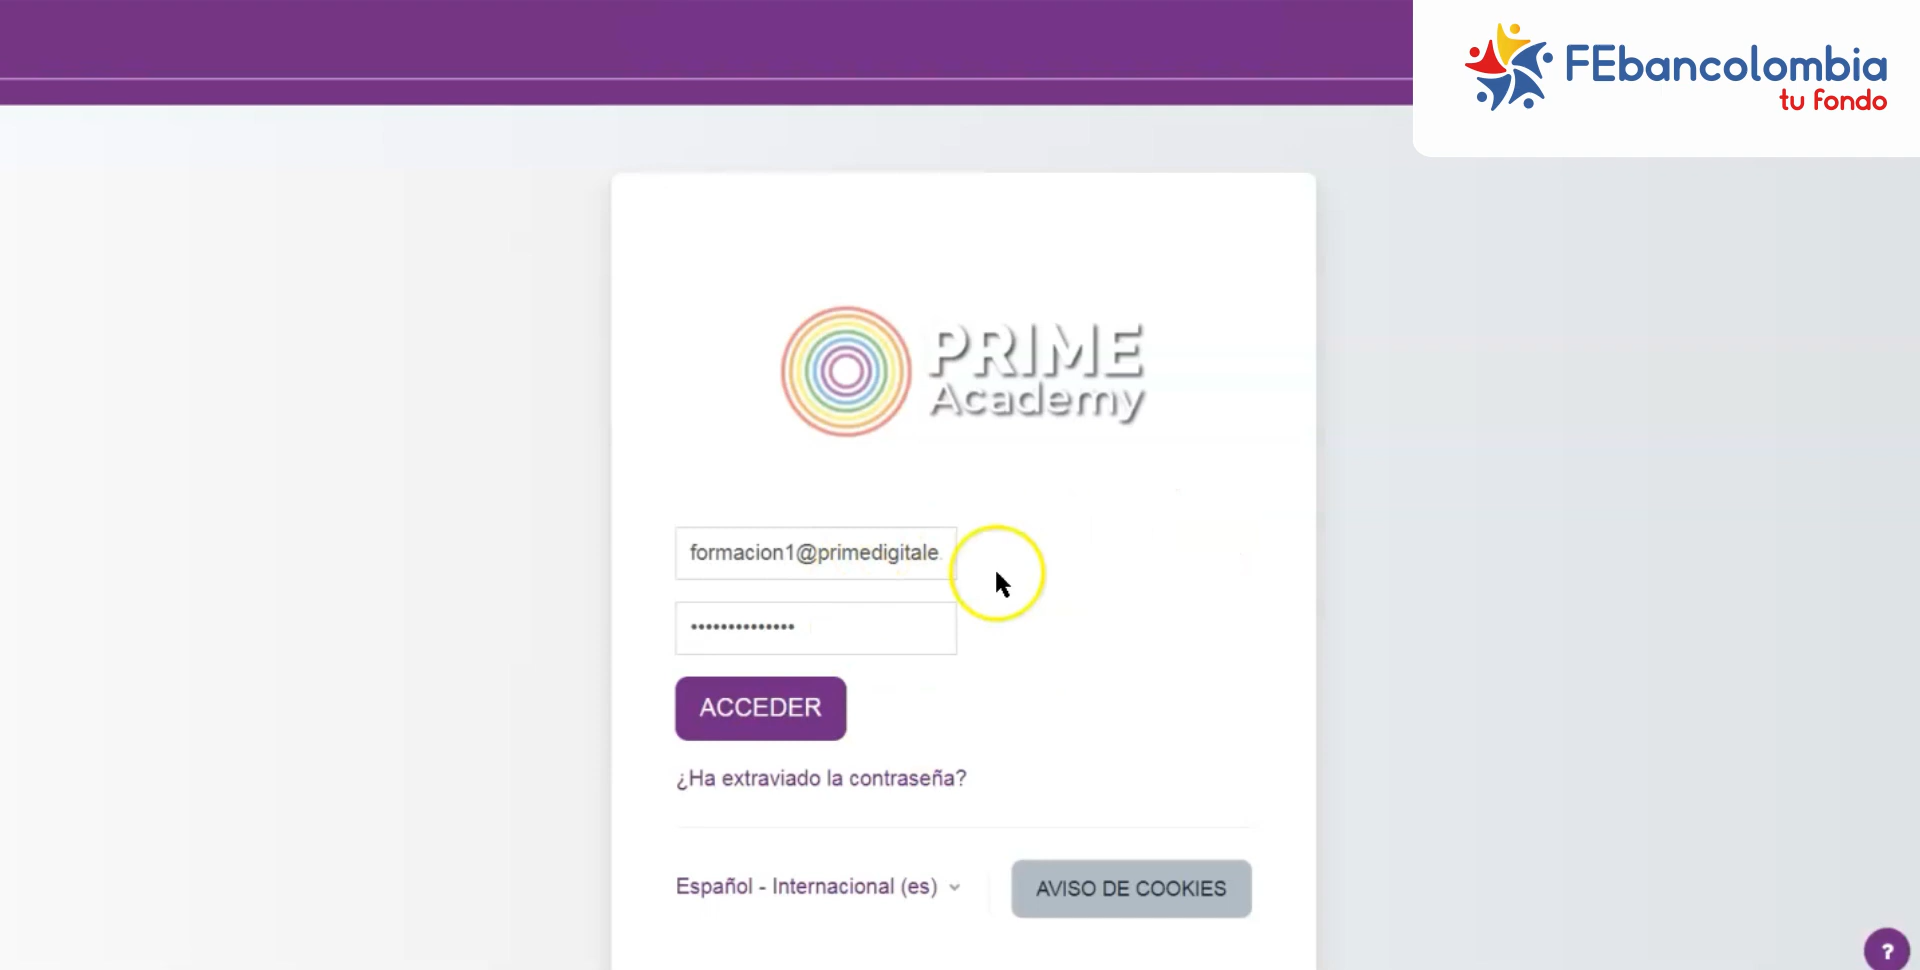 FEbancolombia
tu fondo
PRIME
Academy
formacion1@primedigitale
••••••••••••••
ACCEDER
¿Ha extraviado la contraseña?
Español - Internacional (es)
AVISO DE COOKIES
?